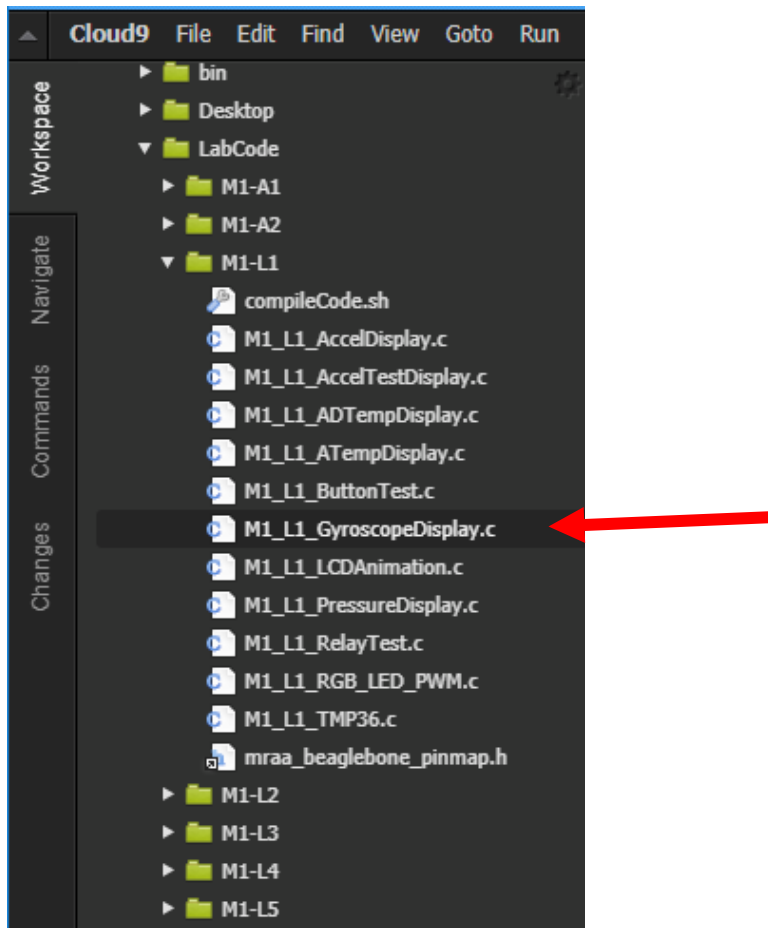 Cloud9 File Edit Find View Goto Run
Workspace
Navigate
Commands
Changes
bin
Desktop
LabCode
M1-A1
M1-A2
M1-L1
compileCode.sh
M1_L1_AccelDisplay.c
M1_L1_AccelTestDisplay.c
M1_L1_ADTempDisplay.c
M1_L1_ATempDisplay.c
M1_L1_ButtonTest.c
M1_L1_GyroscopeDisplay.c
M1_L1_LCDAnimation.c
M1_L1_PressureDisplay.c
M1_L1_RelayTest.c
M1_L1_RGB_LED_PWM.c
M1_L1_TMP36.c
mraa_beaglebone_pinmap.h
M1-L2
M1-L3
M1-L4
M1-L5